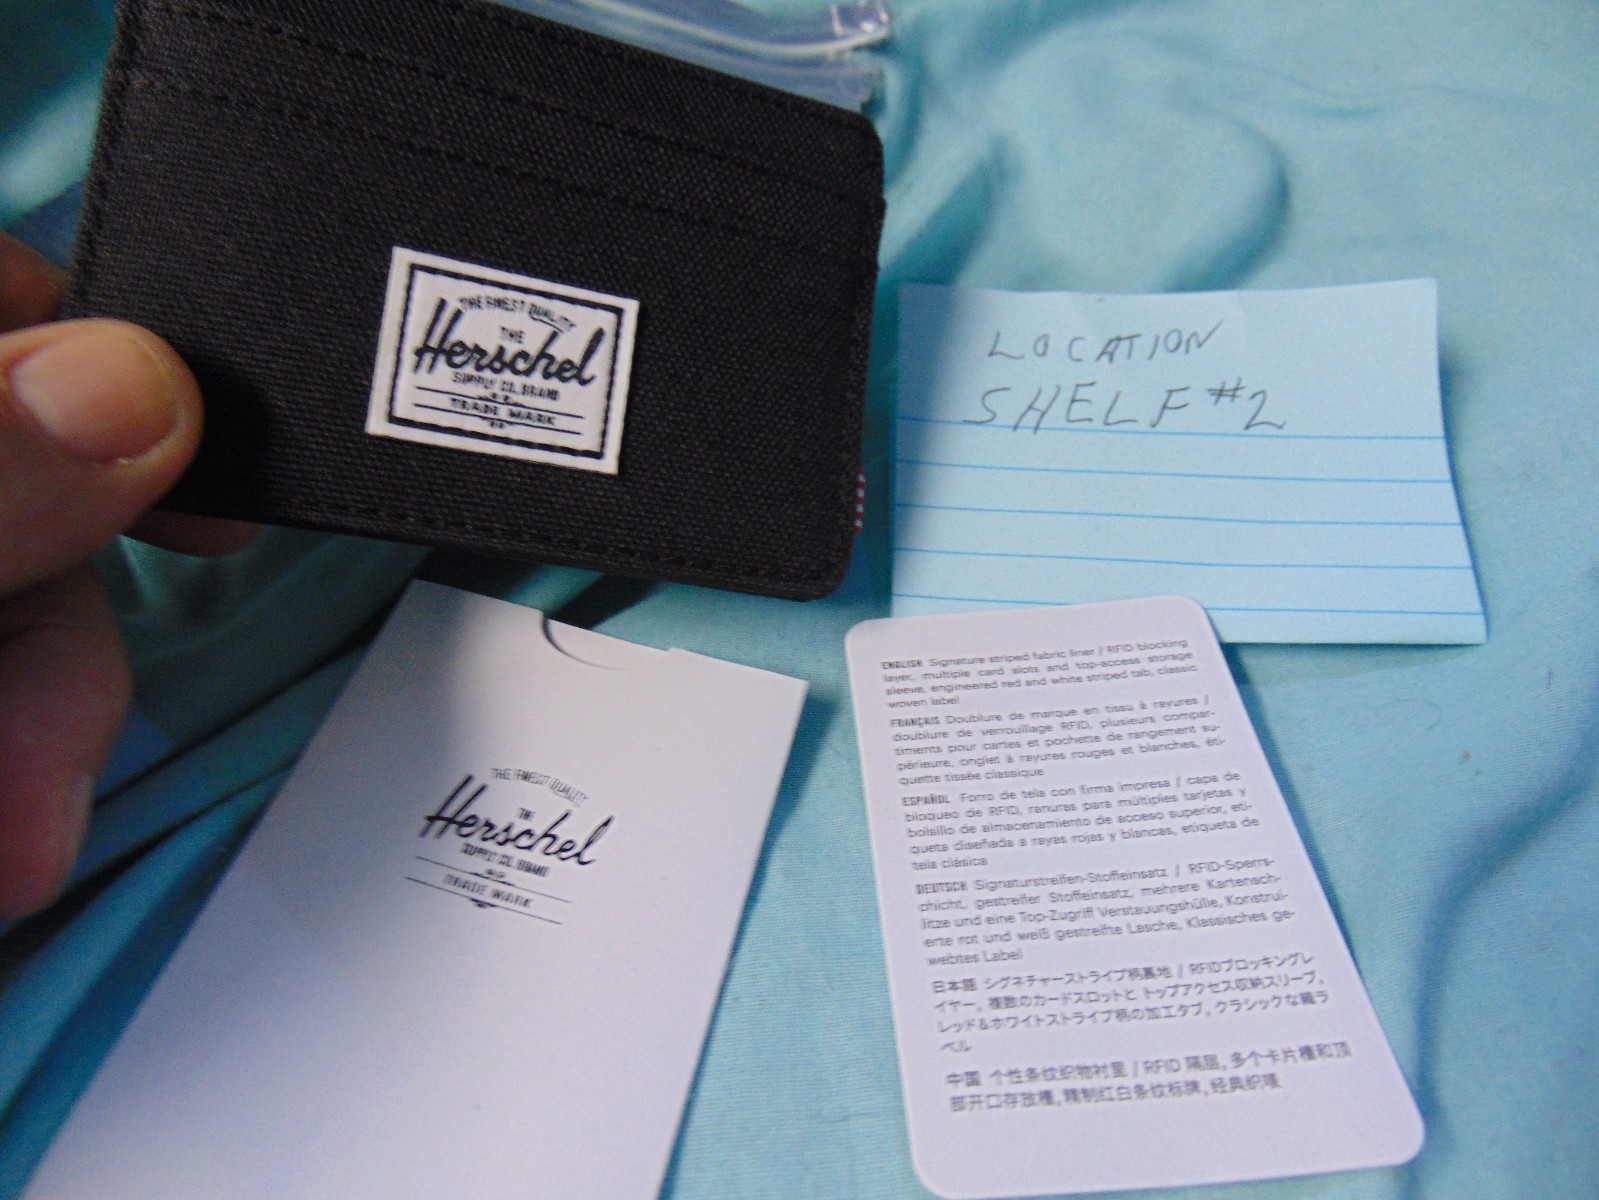 THE FINEST QUALITY
THE
Herschel
SUPPLY CO. BRAND
TRADE MARK
LOCATION
SHELF #2
THE FINEST QUALITY
THE
Herschel
SUPPLY CO. BRAND
TRADE MARK
ENGLISH Signature striped fabric liner / RFID blocking
layer, multiple card slots and top-access storage
sleeve, engineered red and white striped tab, classic
woven label
FRANÇAIS Doublure de marque en tissu à rayures /
doublure de verrouillage RFID, plusieurs compar-
timents pour cartes et pochette de rangement su-
périeure, onglet à rayures rouges et blanches, éti-
quette tissée classique
ESPAÑOL Forro de tela con firma impresa / capa de
bloqueo de RFID, ranuras para múltiples tarjetas y
bolsillo de almacenamiento de acceso superior, eti-
queta diseñada a rayas rojas y blancas, etiqueta de
tela clásica
DEUTSCH Signaturstreifen-Stoffeinsatz / RFID-Sperrs-
chicht, gestreifer Stoffeinsatz, mehrere Kartensch-
litze und eine Top-Zugriff Verstauungshülle, Konstrui-
erte rot und weiß gestreifte Lasche, Klassisches ge-
webtes Label
日本語 シグネチャーストライプ柄裏地 / RFIDブロッキングレ
イヤー。複数のカードスロットと トップアクセス収納スリーブ。
レッド&ホワイトストライプ柄の加工タブ。クラシックな織ラ
ベル
中国 个性条纹织物衬里 / RFID 隔层，多个卡片槽和顶
部开口存放槽，精制红白条纹标牌，经典织唛